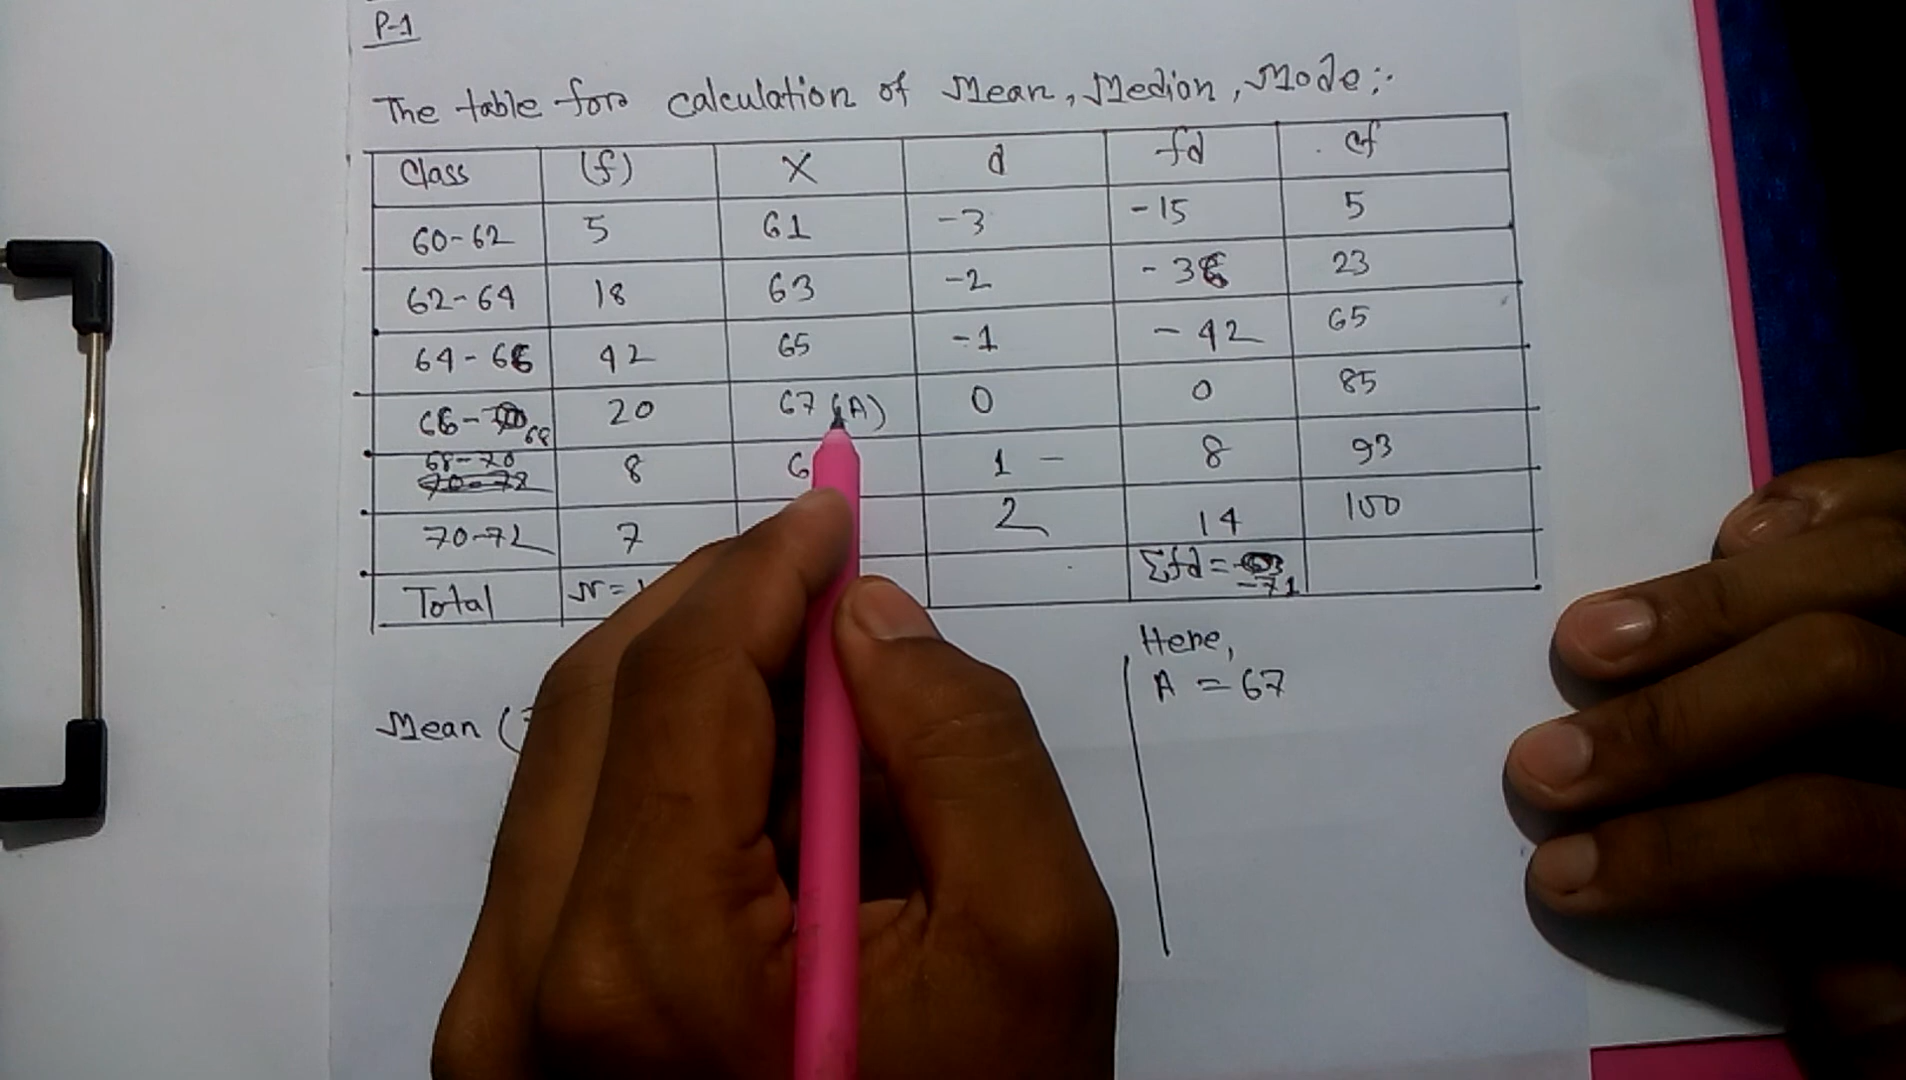 P-1
The table for calculation of Mean, Median, Mode:-
Class (f) X d fd cf
60-62 5 61 -3 -15 5
62-64 18 63 -2 -36 23
64-66 42 65 -1 -42 65
66-68 20 67 (A) 0 0 85
68-70 8 6 1 - 8 93
70-72 7 2 14 100
Total N = Σfd = -71
Here,
A = 67
Mean (